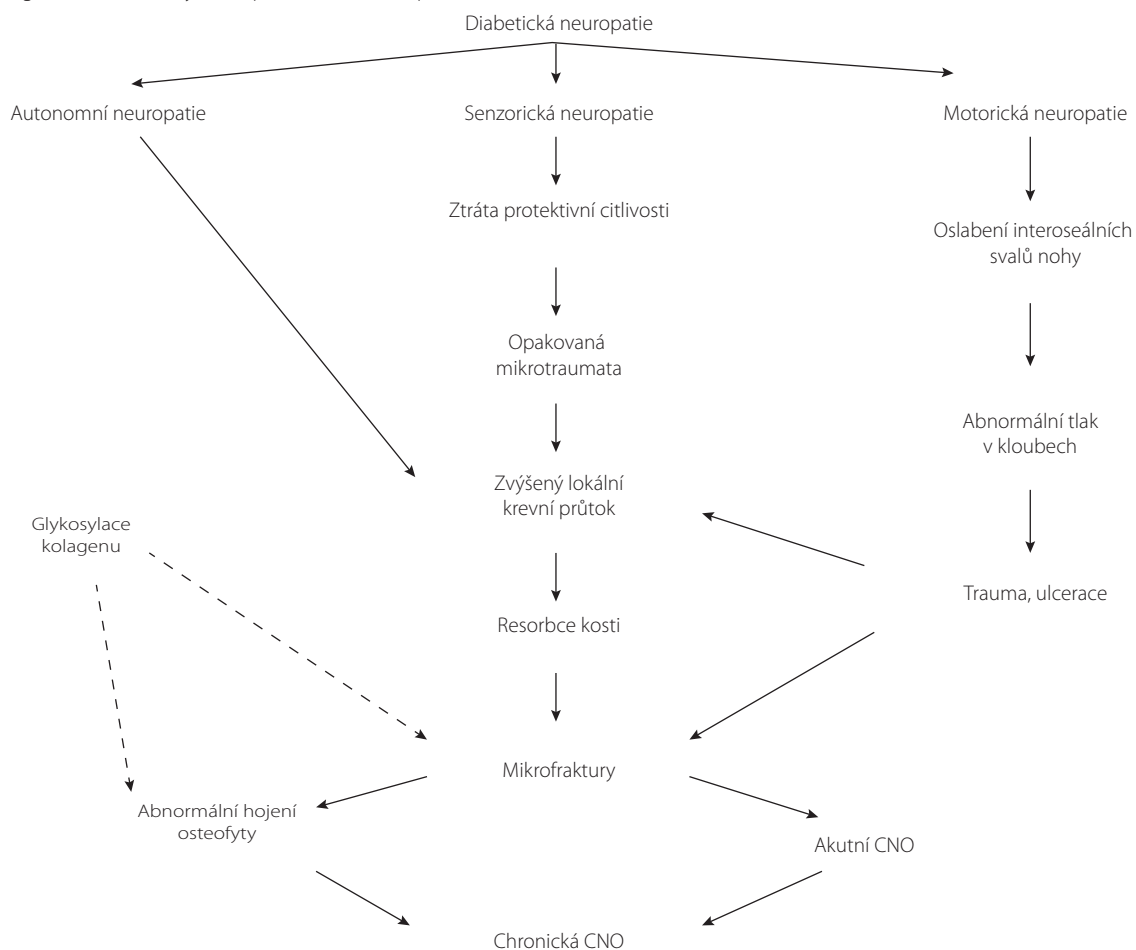 Diabetická neuropatie
Autonomní neuropatie
Senzorická neuropatie
Motorická neuropatie
Ztráta protektivní citlivosti
Oslabení interoseálních
svalů nohy
Opakovaná
mikrotraumata
Abnormální tlak
v kloubech
Zvýšený lokální
krevní průtok
Glykosylace
kolagenu
Trauma, ulcerace
Resorbce kosti
Mikrofraktury
Abnormální hojení
osteofyty
Akutní CNO
Chronická CNO